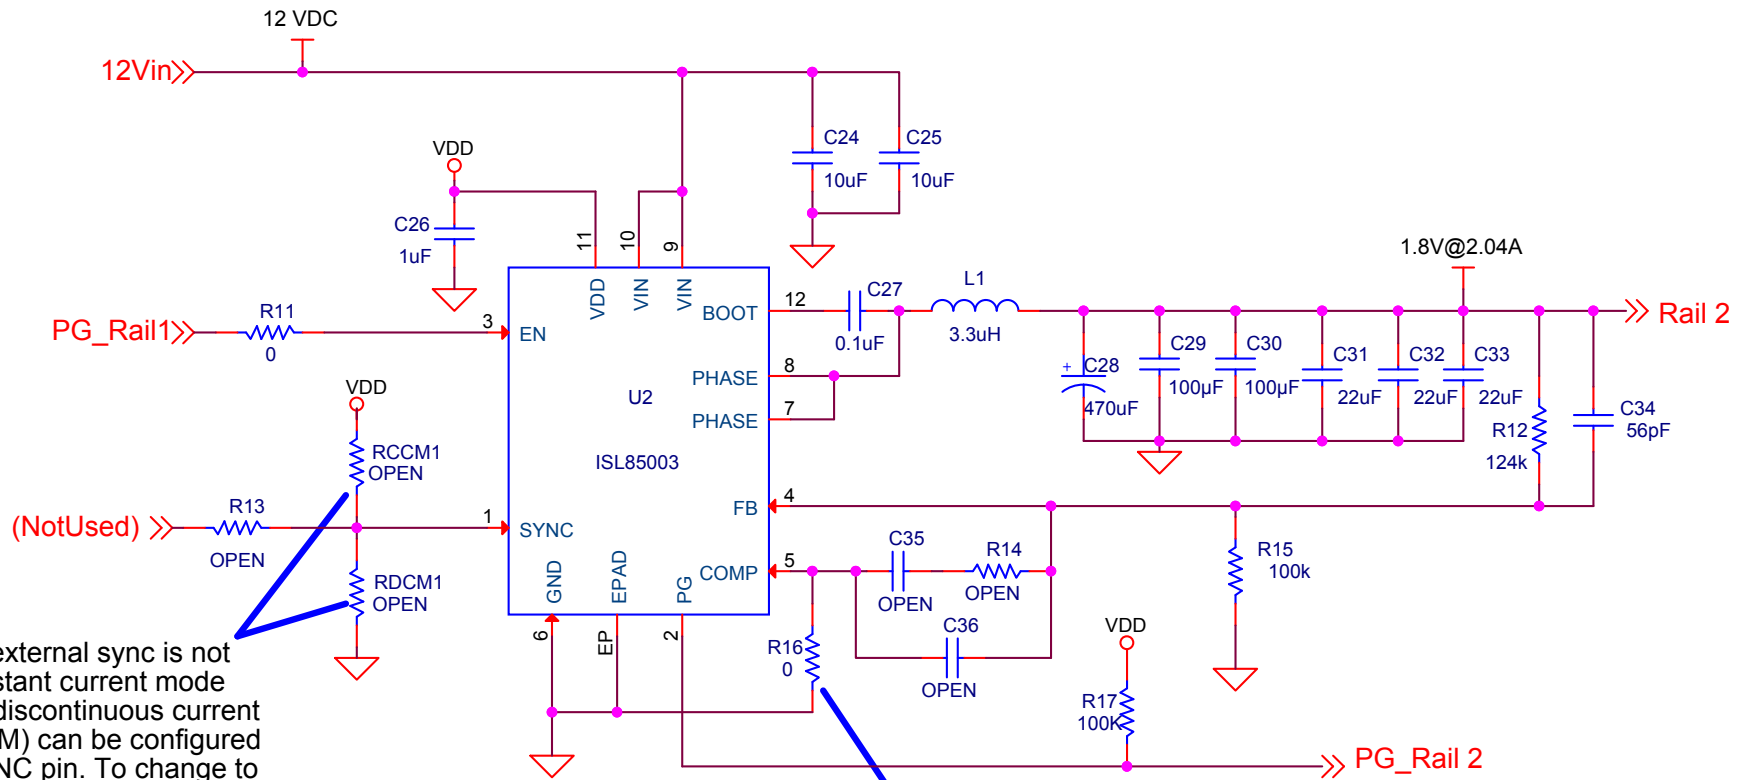 12 VDC
12Vin
VDD
C24
10uF
C25
10uF
C26
1uF
11
10
9
1.8V@2.04A
VDD
VIN
VIN
BOOT
12
C27
0.1uF
L1
3.3uH
Rail 2
PG_Rail1
R11
0
3
EN
PHASE
8
PHASE
7
U2
ISL85003
+
C28
470uF
C29
100µF
C30
100µF
C31
22uF
C32
22uF
C33
22uF
R12
124k
C34
56pF
VDD
RCCM1
OPEN
(NotUsed)
R13
OPEN
1
SYNC
RDCM1
OPEN
FB
4
COMP
5
C35
OPEN
R14
OPEN
C36
OPEN
R15
100k
GND
EPAD
PG
6
EP
2
R16
0
VDD
R17
100K
PG_Rail 2
external sync is not
stant current mode
discontinuous current
M) can be configured
NC pin. To change to